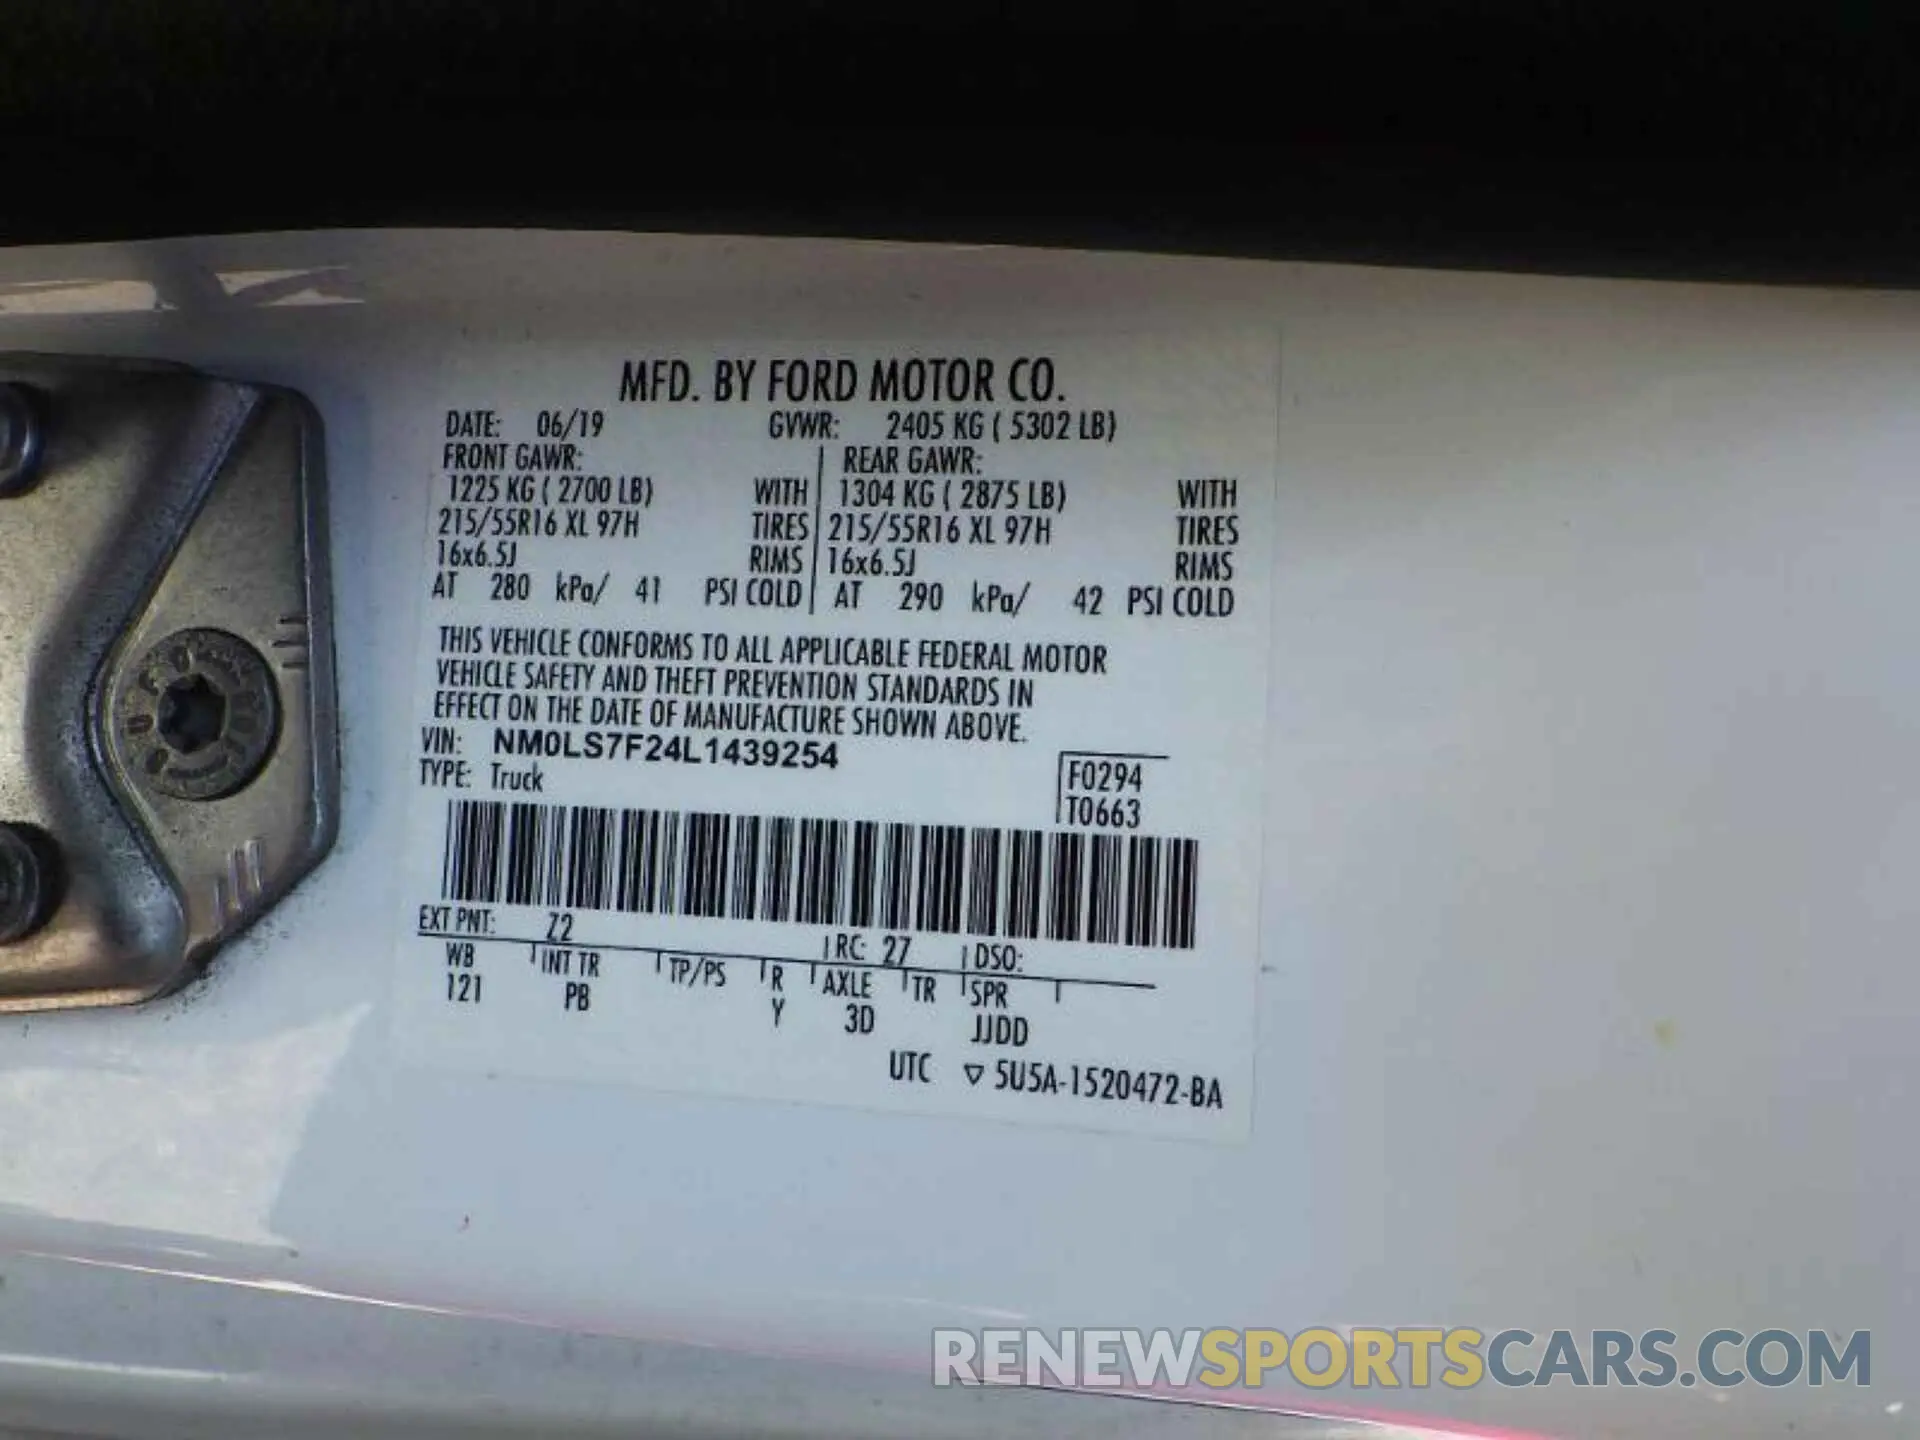 MFD. BY FORD MOTOR CO.
DATE: 06/19 GVWR: 2405 KG ( 5302 LB)
FRONT GAWR: REAR GAWR:
1225 KG ( 2700 LB) WITH 1304 KG ( 2875 LB) WITH
215/55R16 XL 97H TIRES 215/55R16 XL 97H TIRES
16x6.5J RIMS 16x6.5J RIMS
AT 280 kPa/ 41 PSI COLD AT 290 kPa/ 42 PSI COLD
THIS VEHICLE CONFORMS TO ALL APPLICABLE FEDERAL MOTOR
VEHICLE SAFETY AND THEFT PREVENTION STANDARDS IN
EFFECT ON THE DATE OF MANUFACTURE SHOWN ABOVE.
VIN: NM0LS7F24L1439254
TYPE: Truck
F0294
T0663
EXT PNT: Z2 RC: 27 DSO:
WB INT TR TP/PS R AXLE TR SPR
121 PB Y 3D JJDD
UTC ▽ 5U5A-1520472-BA
RENEWSPORTSCARS.COM